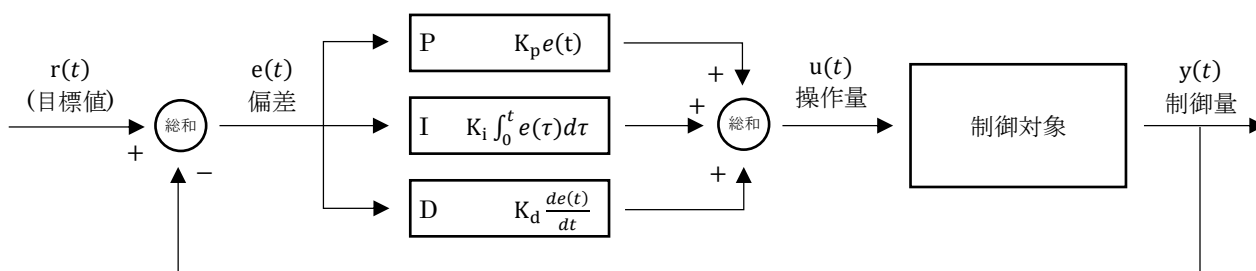 r(t)
(目標値)
総和
+
−
e(t)
偏差
P K_p e(t)
I K_i ∫_0^t e(τ)dτ
D K_d de(t)/dt
+
+
+
総和
u(t)
操作量
制御対象
y(t)
制御量